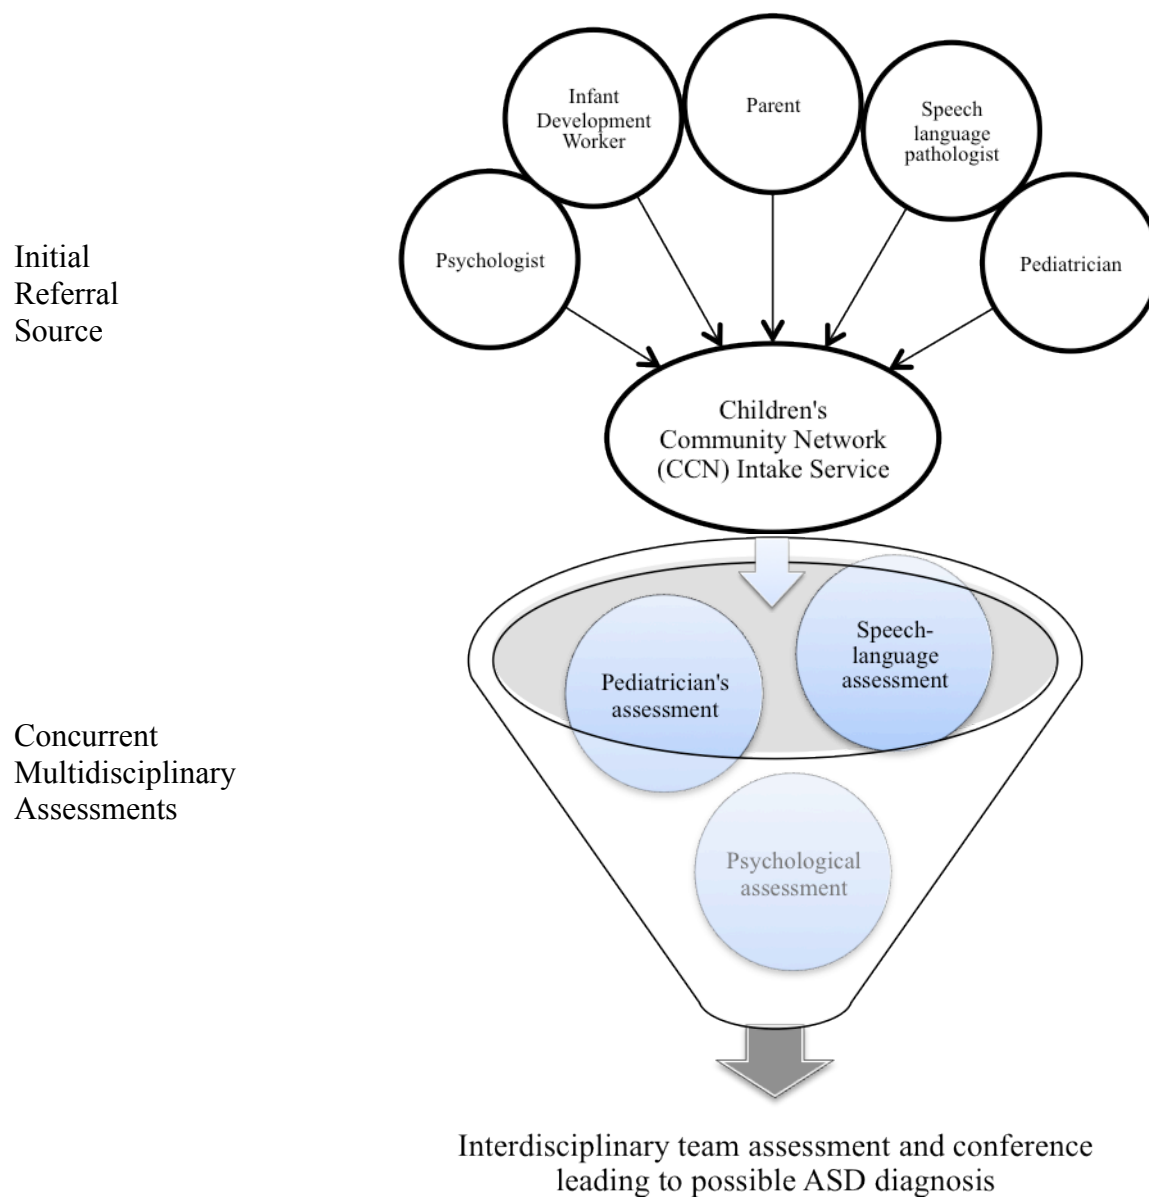 Infant
Development
Worker
Parent
Speech
language
pathologist
Psychologist
Pediatrician
Initial
Referral
Source
Children's
Community Network
(CCN) Intake Service
Speech-
language
assessment
Pediatrician's
assessment
Concurrent
Multidisciplinary
Assessments
Psychological
assessment
Interdisciplinary team assessment and conference
leading to possible ASD diagnosis